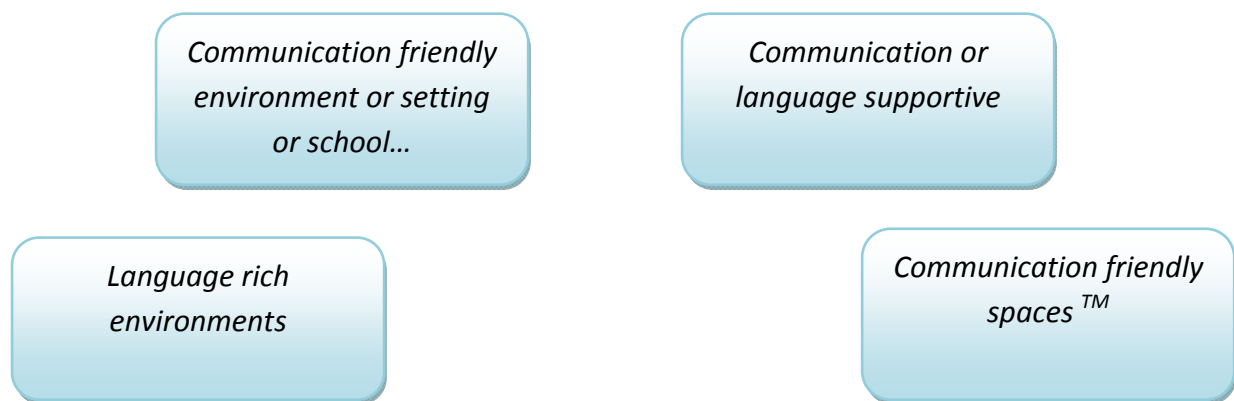 Communication friendly
environment or setting
or school…
Communication or
language supportive
Language rich
environments
Communication friendly
spaces ™